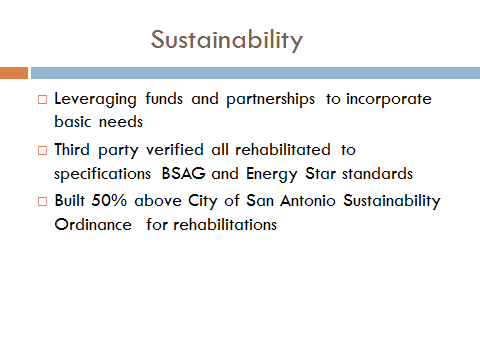 Sustainability
Leveraging funds and partnerships to incorporate
basic needs
Third party verified all rehabilitated to
specifications BSAG and Energy Star standards
Built 50% above City of San Antonio Sustainability
Ordinance for rehabilitations